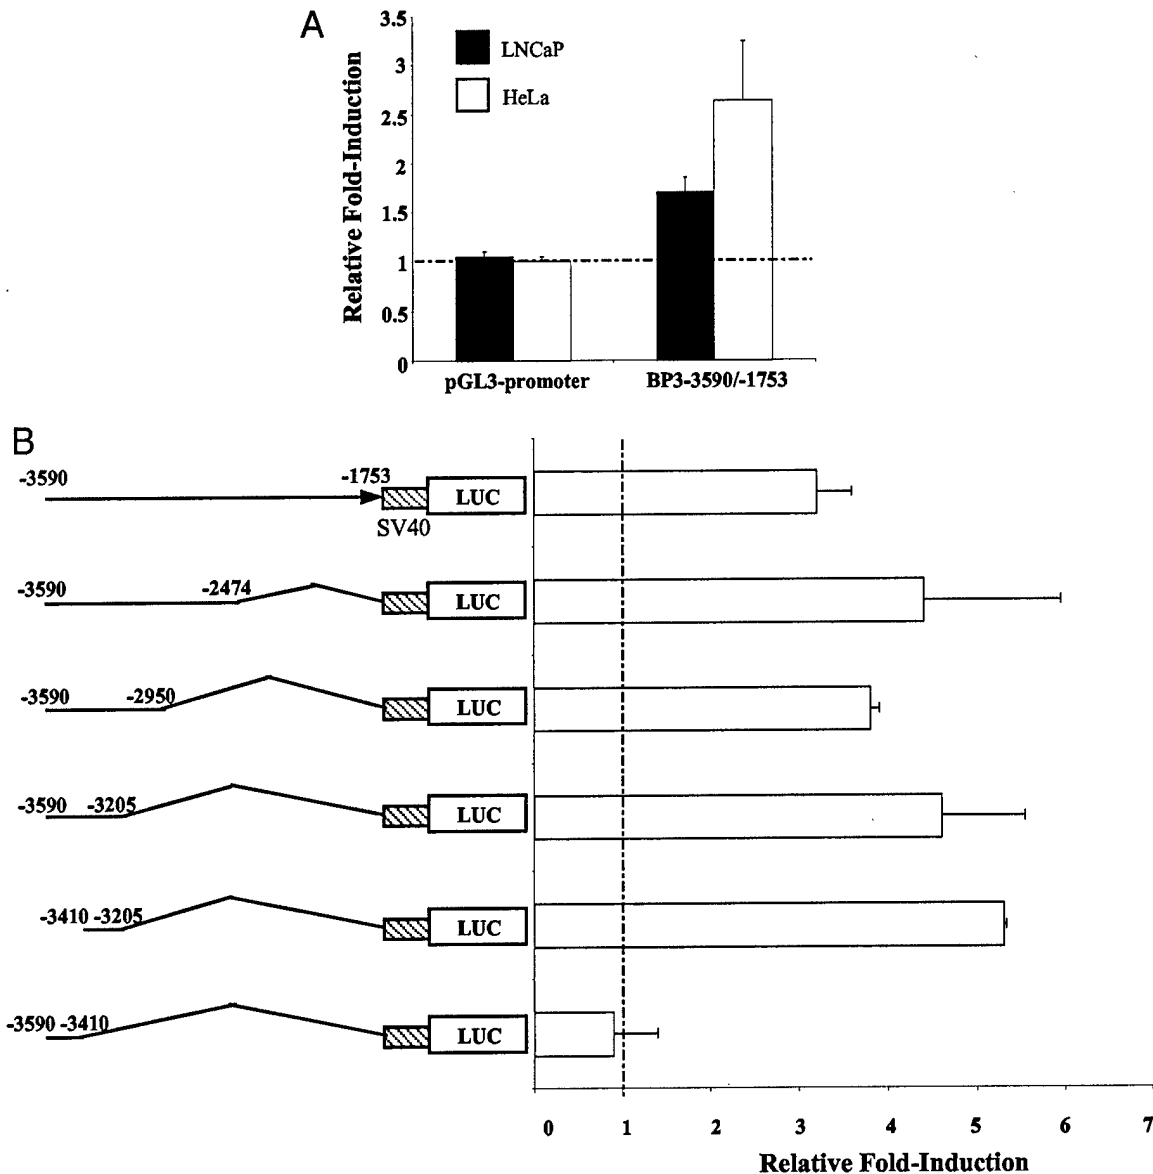 A
Relative Fold-Induction
3.5
3
2.5
2
1.5
1
0.5
0
LNCaP
HeLa
pGL3-promoter
BP3-3590/-1753
B
-3590
-1753
SV40
LUC
-3590
-2474
LUC
-3590
-2950
LUC
-3590
-3205
LUC
-3410
-3205
LUC
-3590
-3410
LUC
0 1 2 3 4 5 6 7
Relative Fold-Induction